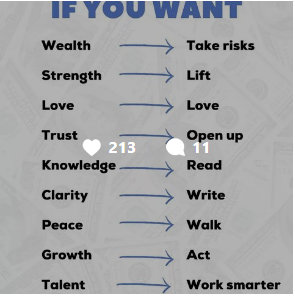 IF YOU WANT
Wealth Take risks
Strength Lift
Love Love
Trust Open up
213 11
Knowledge Read
Clarity Write
Peace Walk
Growth Act
Talent Work smarter